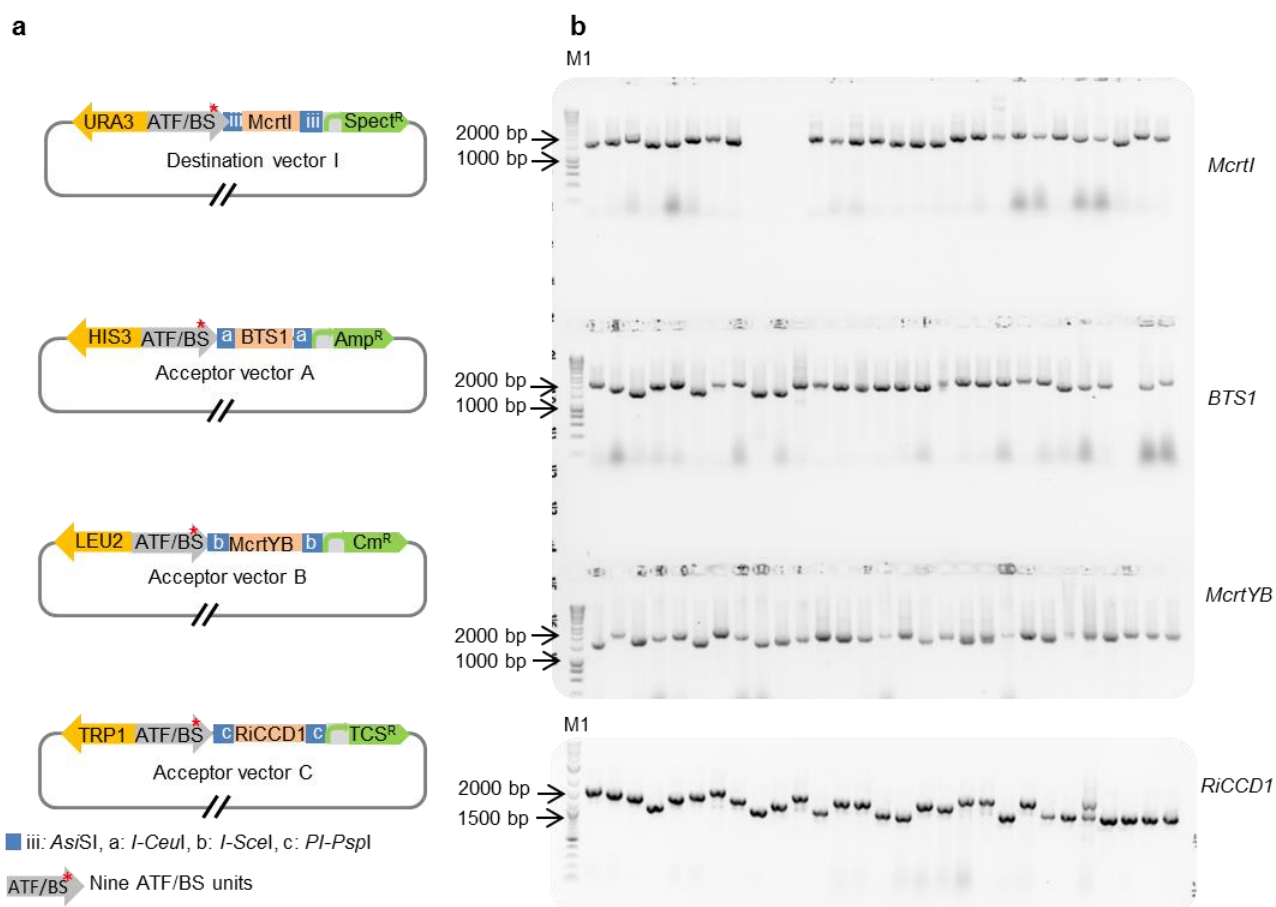 a
b
M1
URA3 ATF/BS* iii McrtI iii Spect^R
Destination vector I
2000 bp
1000 bp
McrtI
HIS3 ATF/BS* a BTS1 a Amp^R
Acceptor vector A
2000 bp
1000 bp
BTS1
LEU2 ATF/BS* b McrtYB b Cm^R
Acceptor vector B
2000 bp
1000 bp
McrtYB
M1
TRP1 ATF/BS* c RiCCD1 c TCS^R
Acceptor vector C
2000 bp
1500 bp
RiCCD1
iii: AsiSI, a: I-CeuI, b: I-SceI, c: PI-PspI
ATF/BS* Nine ATF/BS units